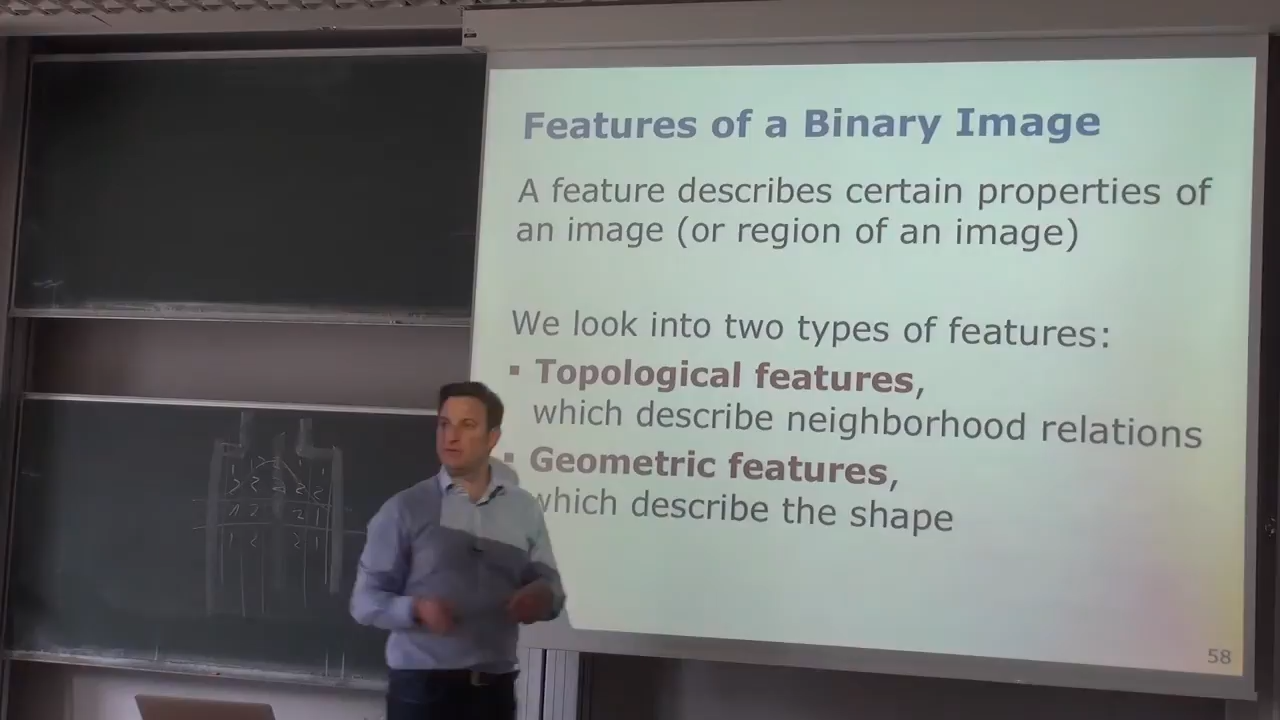 Features of a Binary Image
A feature describes certain properties of
an image (or region of an image)
We look into two types of features:
▪ Topological features,
which describe neighborhood relations
▪ Geometric features,
which describe the shape
58